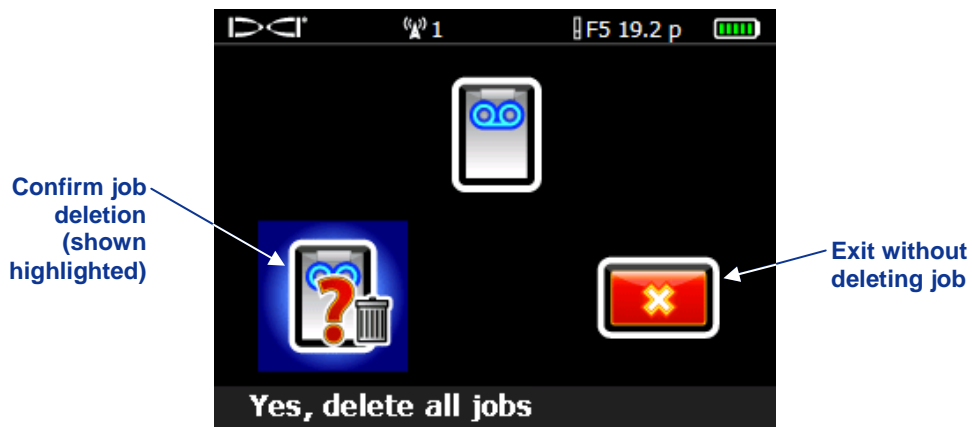 DCI
1
F5 19.2 p
Confirm job
deletion
(shown
highlighted)
Exit without
deleting job
Yes, delete all jobs